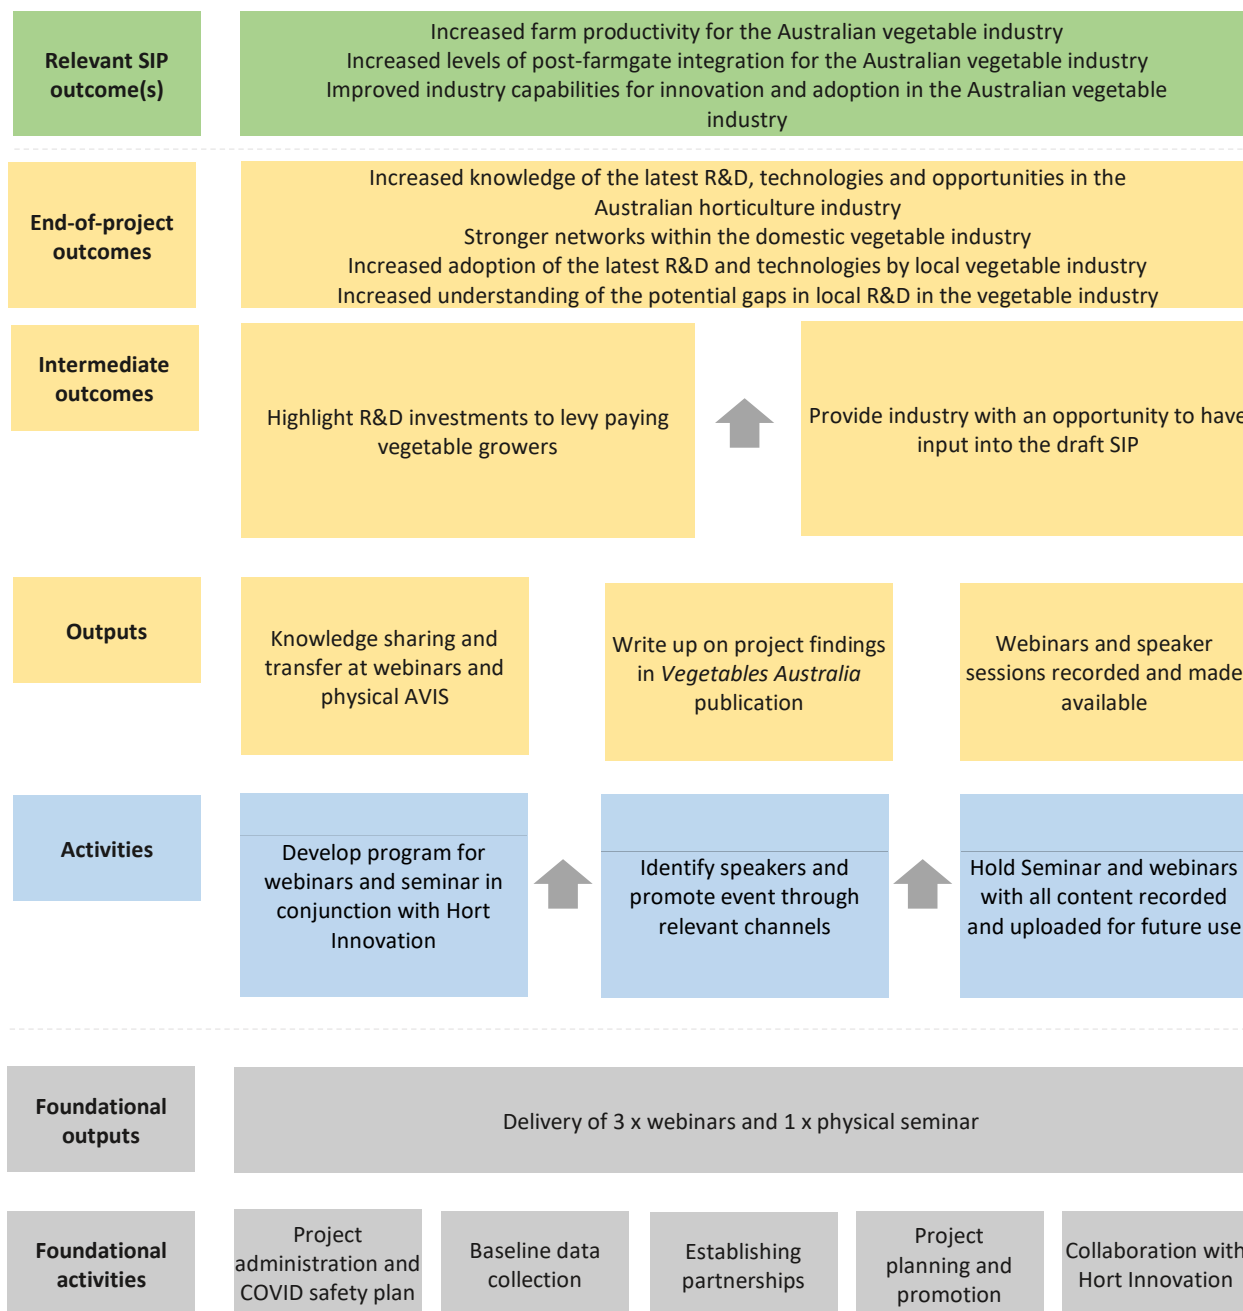 Relevant SIP
outcome(s)
Increased farm productivity for the Australian vegetable industry
Increased levels of post-farmgate integration for the Australian vegetable industry
Improved industry capabilities for innovation and adoption in the Australian vegetable
industry
End-of-project
outcomes
Increased knowledge of the latest R&D, technologies and opportunities in the
Australian horticulture industry
Stronger networks within the domestic vegetable industry
Increased adoption of the latest R&D and technologies by local vegetable industry
Increased understanding of the potential gaps in local R&D in the vegetable industry
Intermediate
outcomes
Highlight R&D investments to levy paying
vegetable growers
Provide industry with an opportunity to have
input into the draft SIP
Outputs
Knowledge sharing and
transfer at webinars and
physical AVIS
Write up on project findings
in Vegetables Australia
publication
Webinars and speaker
sessions recorded and made
available
Activities
Develop program for
webinars and seminar in
conjunction with Hort
Innovation
Identify speakers and
promote event through
relevant channels
Hold Seminar and webinars
with all content recorded
and uploaded for future use
Foundational
outputs
Delivery of 3 x webinars and 1 x physical seminar
Foundational
activities
Project
administration and
COVID safety plan
Baseline data
collection
Establishing
partnerships
Project
planning and
promotion
Collaboration with
Hort Innovation